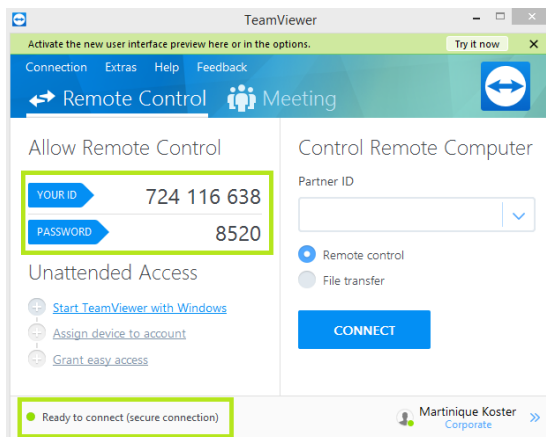 TeamViewer
Activate the new user interface preview here or in the options.
Try it now
X
Connection Extras Help Feedback
Remote Control Meeting
Allow Remote Control
YOUR ID 724 116 638
PASSWORD 8520
Unattended Access
Start TeamViewer with Windows
Assign device to account
Grant easy access
Control Remote Computer
Partner ID
Remote control
File transfer
CONNECT
Ready to connect (secure connection)
Martinique Koster
Corporate